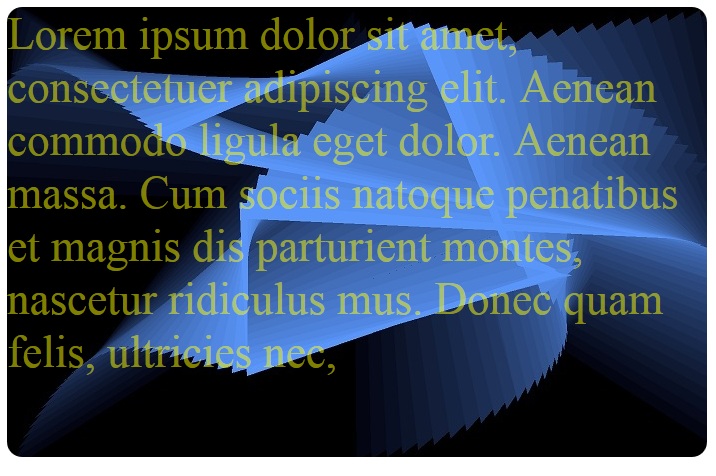 Lorem ipsum dolor sit amet,
consectetuer adipiscing elit. Aenean
commodo ligula eget dolor. Aenean
massa. Cum sociis natoque penatibus
et magnis dis parturient montes,
nascetur ridiculus mus. Donec quam
felis, ultricies nec,